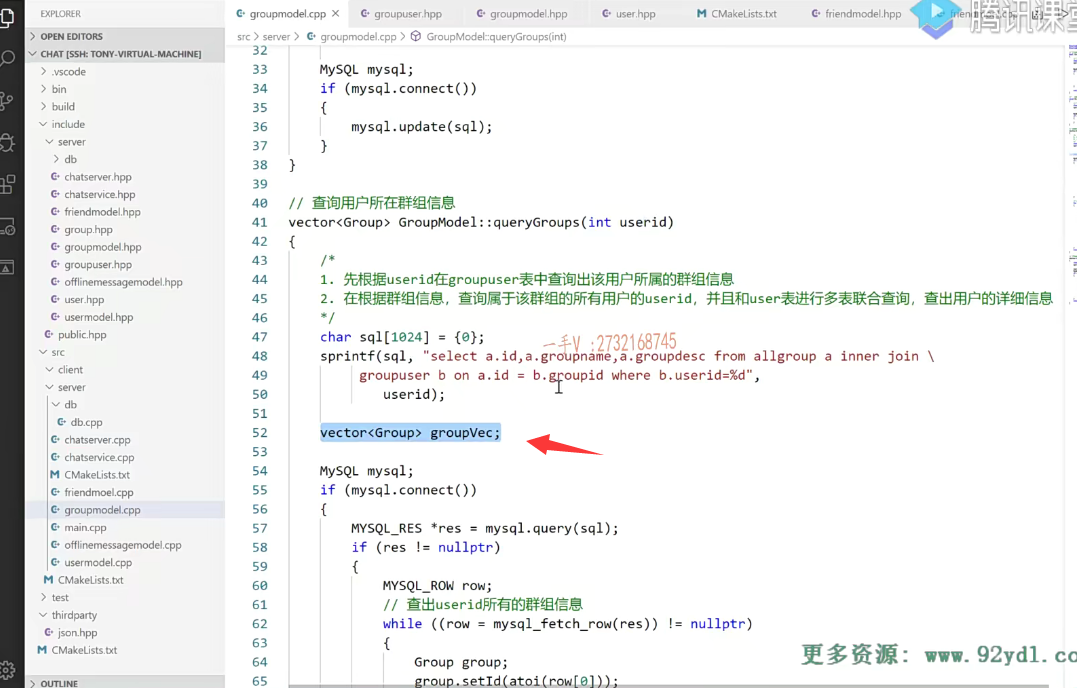 EXPLORER
OPEN EDITORS
CHAT [SSH: TONY-VIRTUAL-MACHINE]
.vscode
bin
build
include
server
db
chatserver.hpp
chatservice.hpp
friendmodel.hpp
group.hpp
groupmodel.hpp
groupuser.hpp
offlinemessagemodel.hpp
user.hpp
usermodel.hpp
public.hpp
src
client
server
db
db.cpp
chatserver.cpp
chatservice.cpp
CMakeLists.txt
friendmoel.cpp
groupmodel.cpp
main.cpp
offlinemessagemodel.cpp
usermodel.cpp
CMakeLists.txt
test
thirdparty
json.hpp
CMakeLists.txt
OUTLINE
groupmodel.cpp groupuser.hpp groupmodel.hpp user.hpp CMakeLists.txt friendmodel.hpp
腾讯课堂
src > server > groupmodel.cpp > GroupModel::queryGroups(int)
32
33 MySQL mysql;
34 if (mysql.connect())
35 {
36 mysql.update(sql);
37 }
38 }
39
40 // 查询用户所在群组信息
41 vector<Group> GroupModel::queryGroups(int userid)
42 {
43 /*
44 1. 先根据userid在groupuser表中查询出该用户所属的群组信息
45 2. 在根据群组信息，查询属于该群组的所有用户的userid，并且和user表进行多表联合查询，查出用户的详细信息
46 */
47 char sql[1024] = {0};
一手V :2732168745
48 sprintf(sql, "select a.id,a.groupname,a.groupdesc from allgroup a inner join \
49 groupuser b on a.id = b.groupid where b.userid=%d",
50 userid);
51
52 vector<Group> groupVec;
53
54 MySQL mysql;
55 if (mysql.connect())
56 {
57 MYSQL_RES *res = mysql.query(sql);
58 if (res != nullptr)
59 {
60 MYSQL_ROW row;
61 // 查出userid所有的群组信息
62 while ((row = mysql_fetch_row(res)) != nullptr)
63 {
64 Group group;
65 group.setId(atoi(row[0]));
更多资源：www.92ydl.co